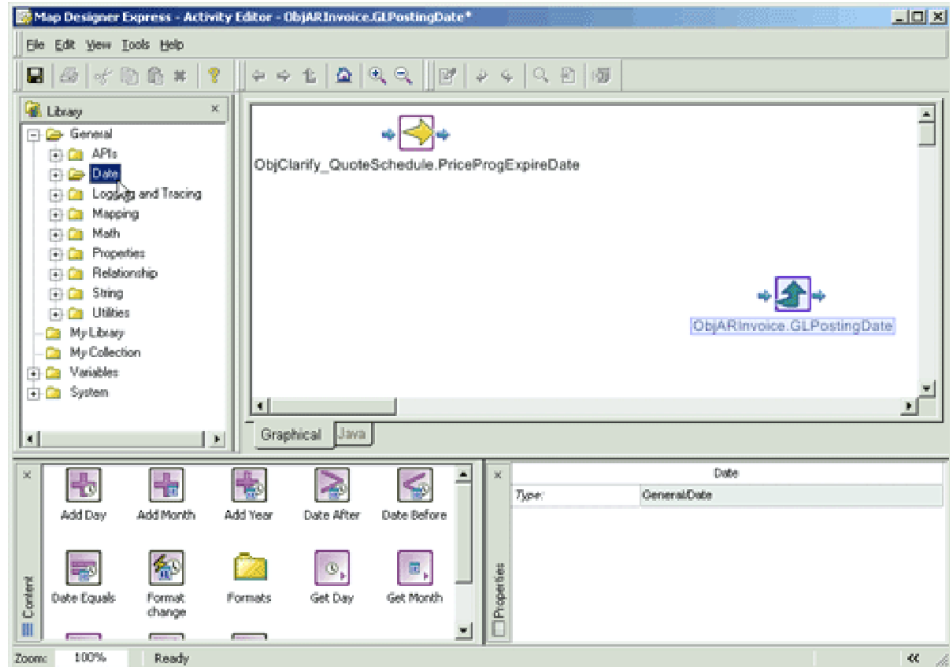 Map Designer Express - Activity Editor - ObjARInvoice.GLPostingDate*
File Edit View Tools Help
Library
General
APIs
Date
Logging and Tracing
Mapping
Math
Properties
Relationship
String
Utilities
My Library
My Collection
Variables
System
ObjClarify_QuoteSchedule.PriceProgExpireDate
ObjARInvoice.GLPostingDate
Graphical Java
Content
Add Day Add Month Add Year Date After Date Before
Date Equals Format change Formats Get Day Get Month
Properties
Date
Type: General.Date
Zoom: 100% Ready